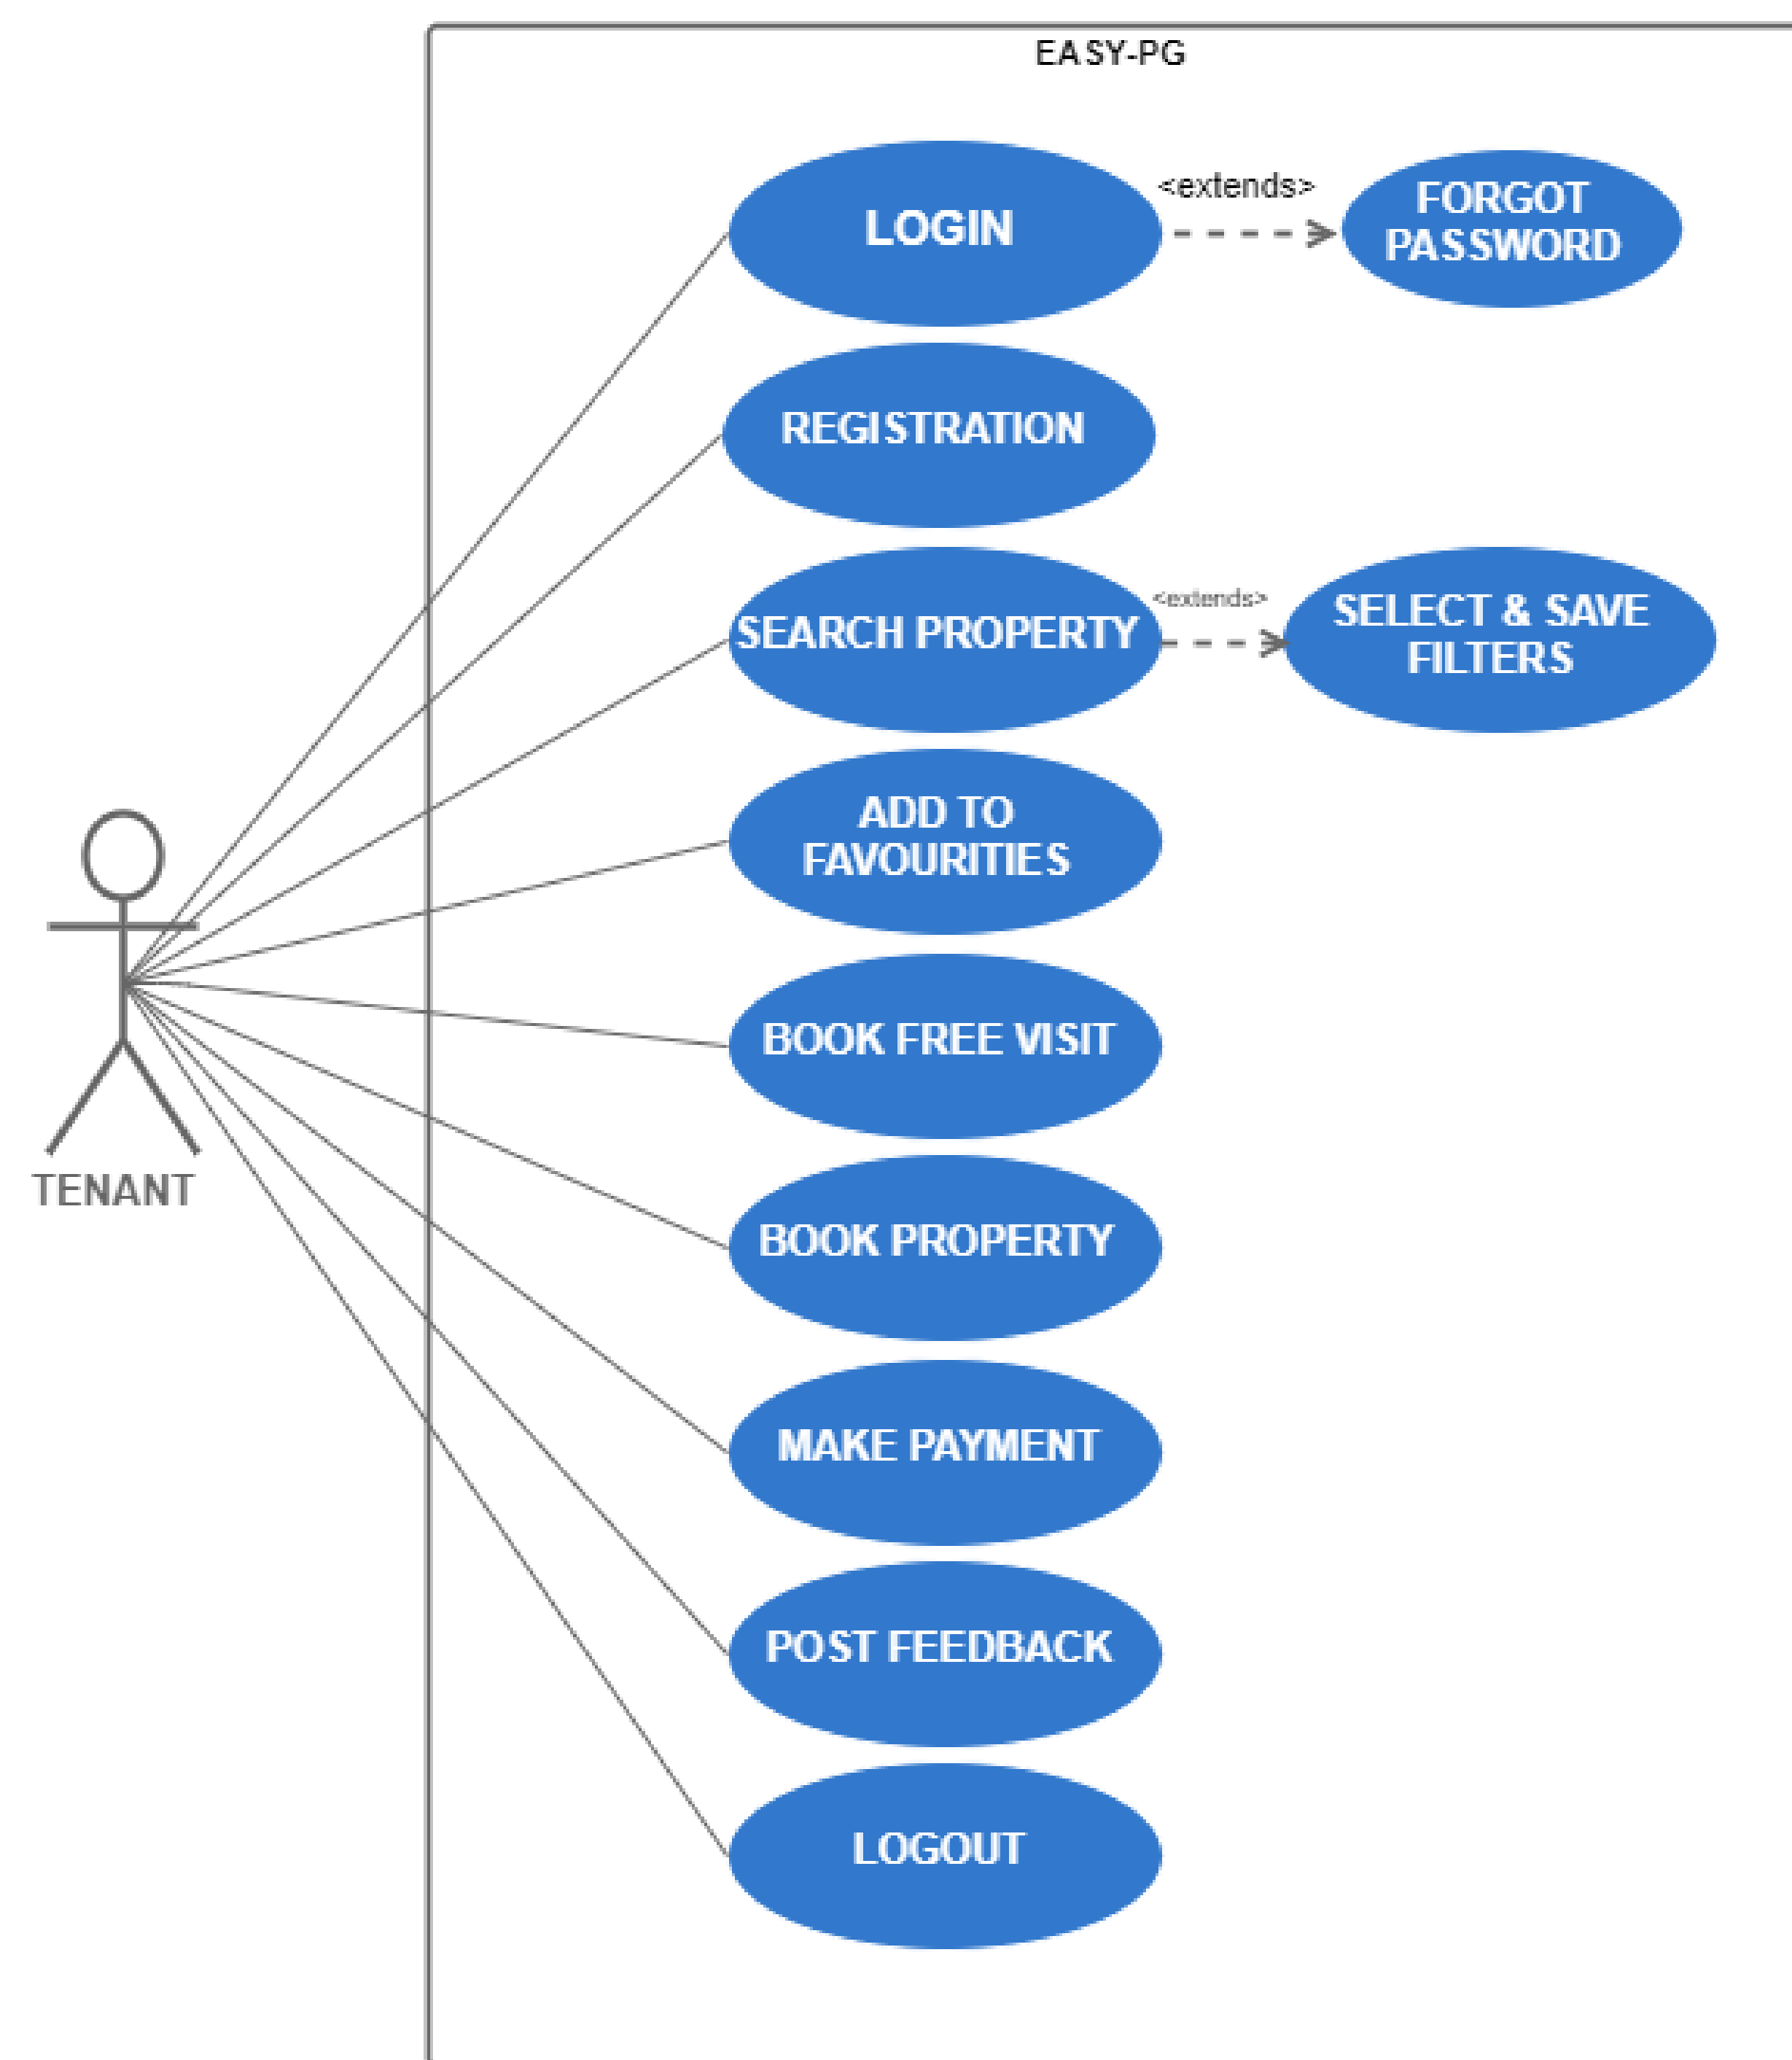 EASY-PG
LOGIN
<extends>
FORGOT
PASSWORD
REGISTRATION
SEARCH PROPERTY
<extends>
SELECT & SAVE
FILTERS
ADD TO
FAVOURITIES
BOOK FREE VISIT
TENANT
BOOK PROPERTY
MAKE PAYMENT
POST FEEDBACK
LOGOUT